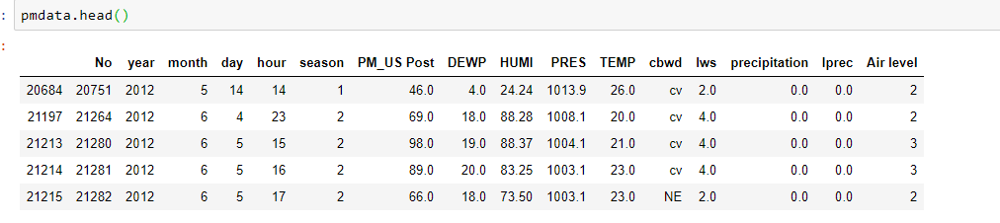 : pmdata.head()
:
No year month day hour season PM_US Post DEWP HUMI PRES TEMP cbwd Iws precipitation Iprec Air level
20684 20751 2012 5 14 14 1 46.0 4.0 24.24 1013.9 26.0 cv 2.0 0.0 0.0 2
21197 21264 2012 6 4 23 2 69.0 18.0 88.28 1008.1 20.0 cv 4.0 0.0 0.0 2
21213 21280 2012 6 5 15 2 98.0 19.0 88.37 1004.1 21.0 cv 4.0 0.0 0.0 3
21214 21281 2012 6 5 16 2 89.0 20.0 83.25 1003.1 23.0 cv 4.0 0.0 0.0 3
21215 21282 2012 6 5 17 2 66.0 18.0 73.50 1003.1 23.0 NE 2.0 0.0 0.0 2